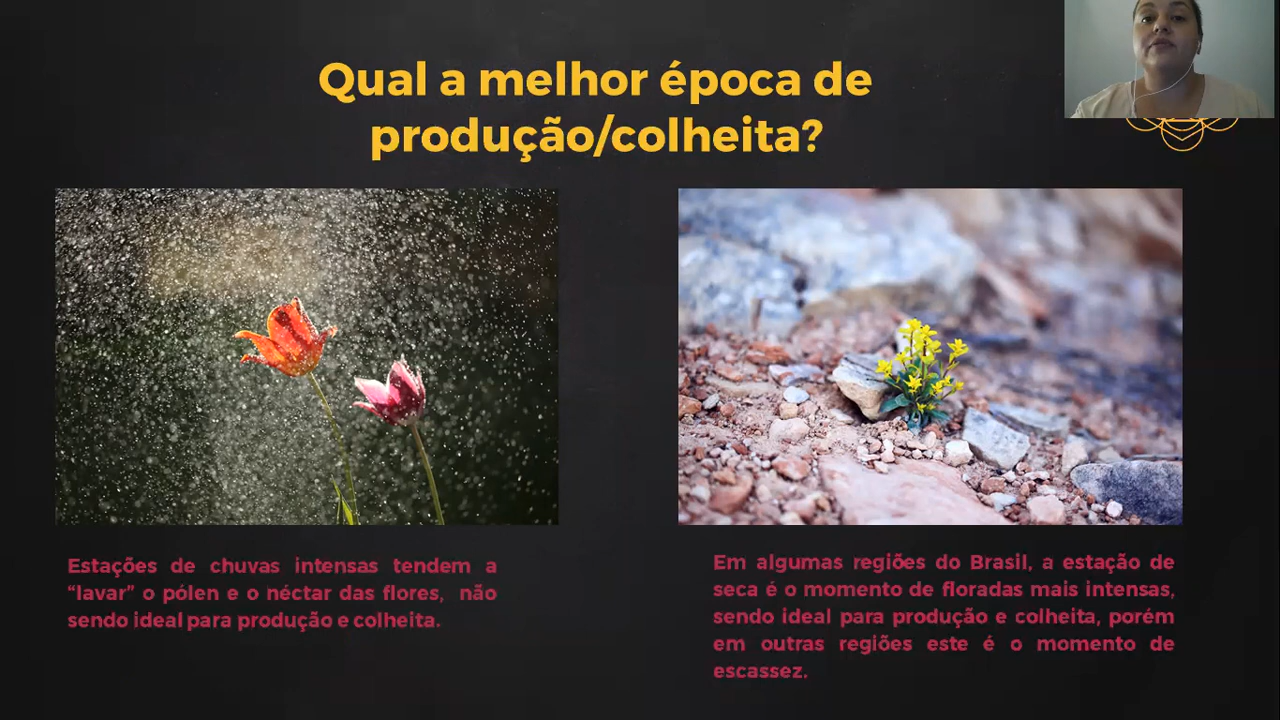 Qual a melhor época de
produção/colheita?
Estações de chuvas intensas tendem a
“lavar” o pólen e o néctar das flores, não
sendo ideal para produção e colheita.
Em algumas regiões do Brasil, a estação de
seca é o momento de floradas mais intensas,
sendo ideal para produção e colheita, porém
em outras regiões este é o momento de
escassez.